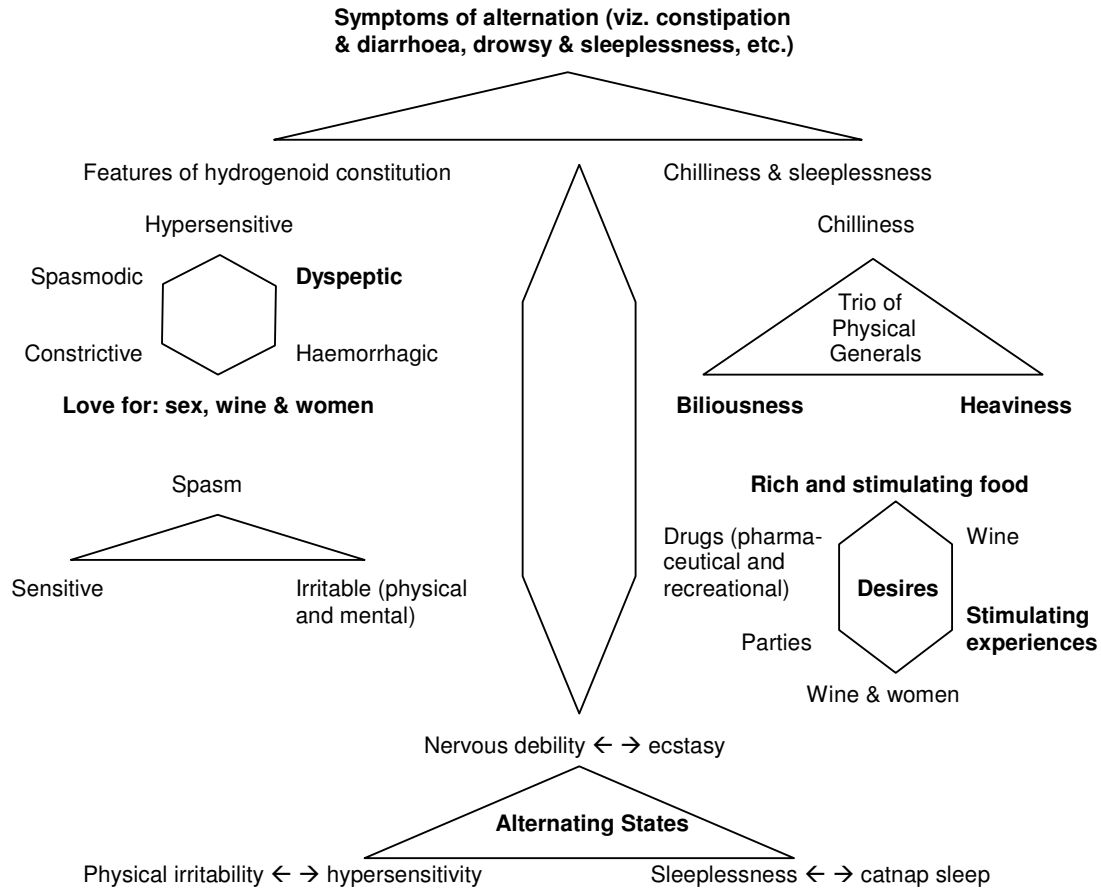 Symptoms of alternation (viz. constipation
& diarrhoea, drowsy & sleeplessness, etc.)
Features of hydrogenoid constitution
Chilliness & sleeplessness
Hypersensitive
Spasmodic
Dyspeptic
Constrictive
Haemorrhagic
Love for: sex, wine & women
Chilliness
Trio of
Physical
Generals
Biliousness
Heaviness
Spasm
Sensitive
Irritable (physical
and mental)
Rich and stimulating food
Drugs (pharma-
ceutical and
recreational)
Wine
Desires
Stimulating
experiences
Parties
Wine & women
Nervous debility ← → ecstasy
Alternating States
Physical irritability ← → hypersensitivity
Sleeplessness ← → catnap sleep